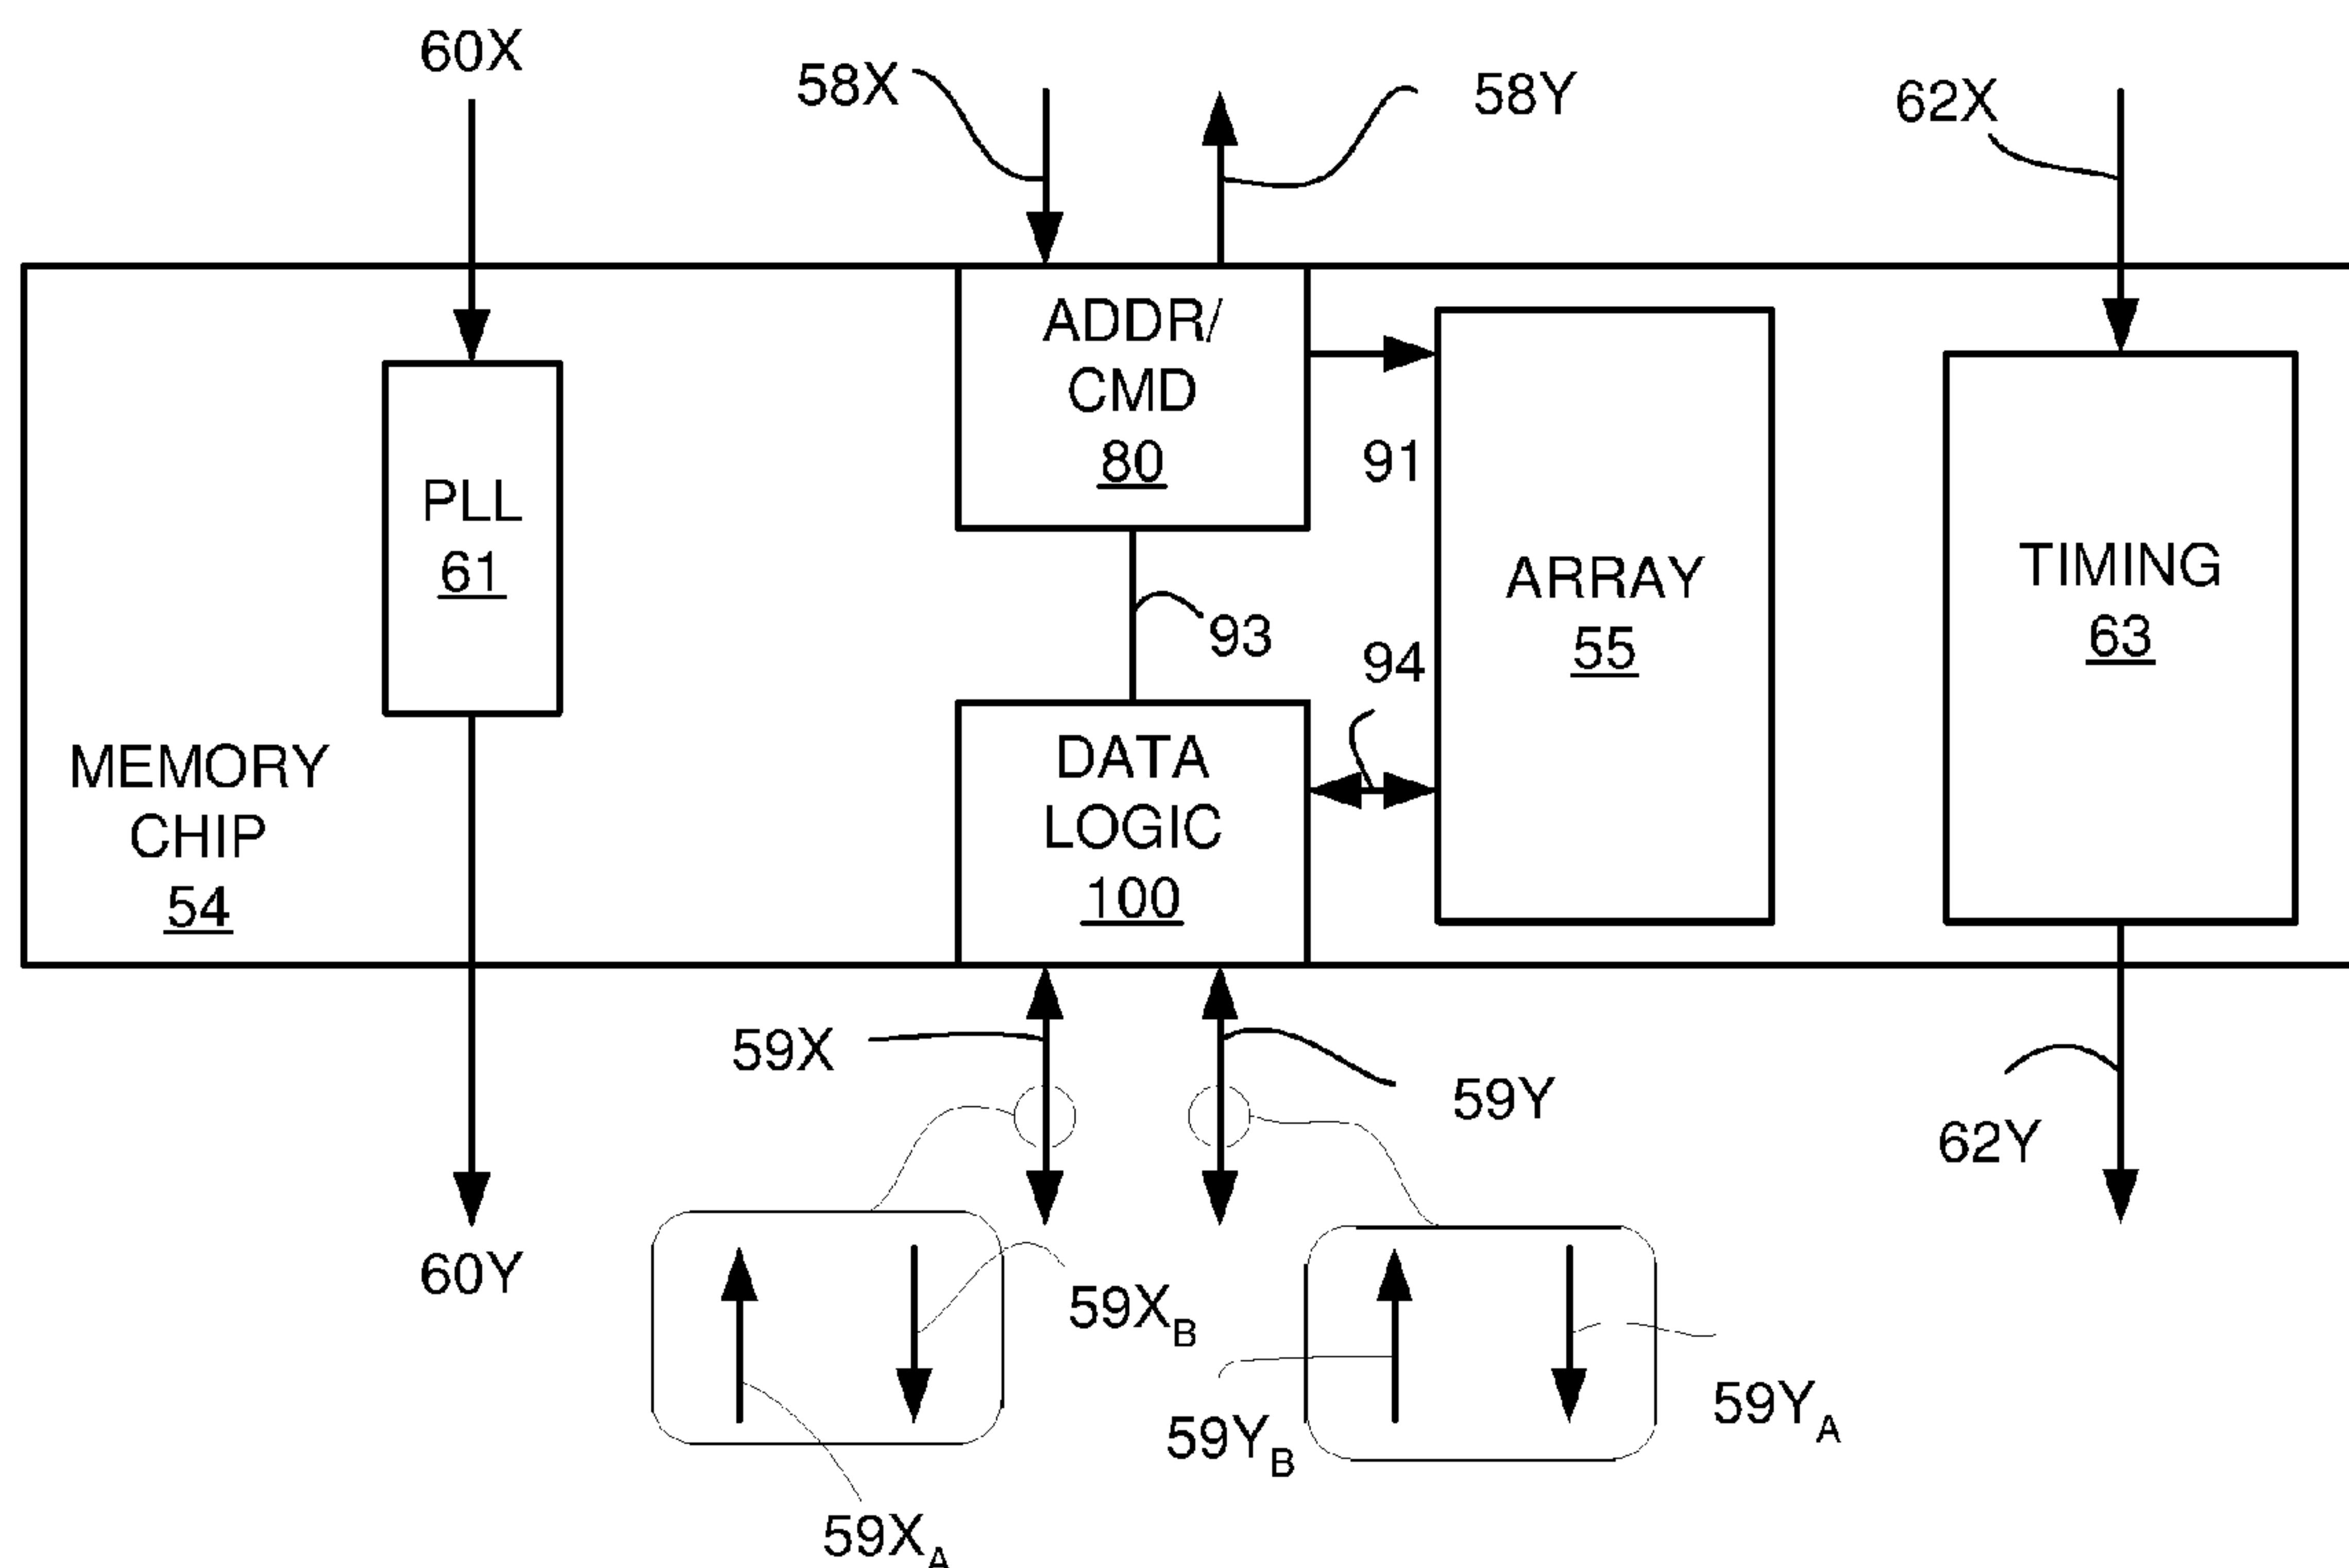 60X
58X
58Y
62X
ADDR/
CMD
80
91
PLL
61
ARRAY
55
TIMING
63
93
94
MEMORY
CHIP
54
DATA
LOGIC
100
59X
59Y
62Y
60Y
59XB
59YB
59YA
59XA